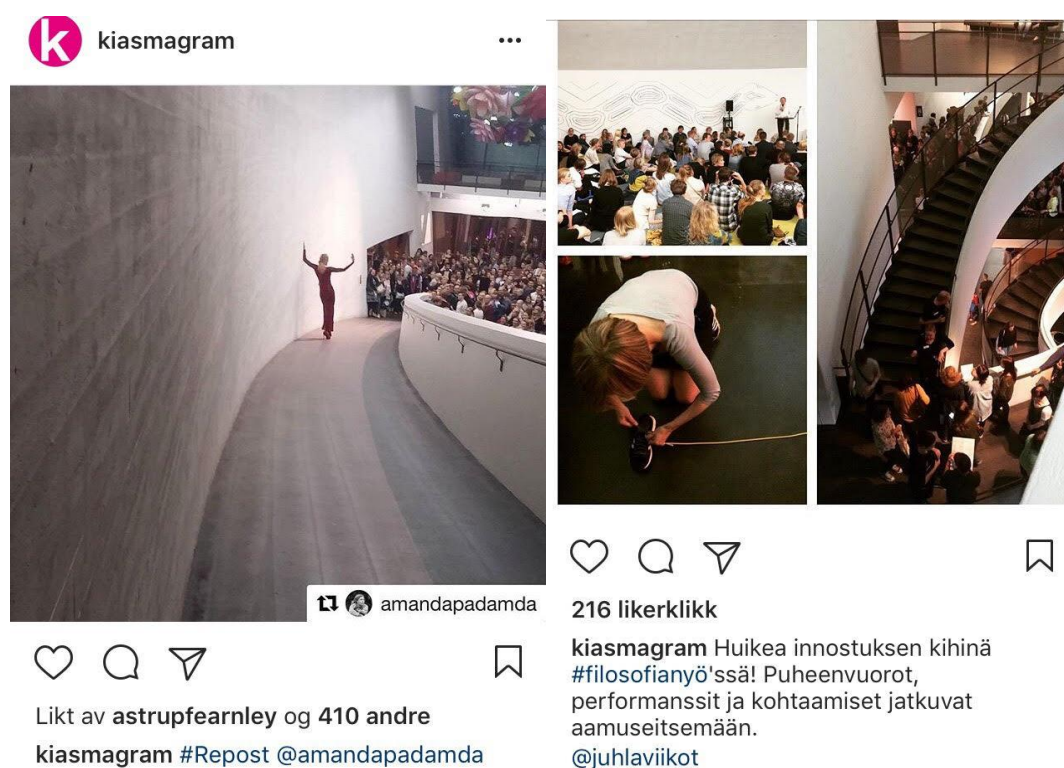 k kiasmagram
amandapadamda
Likt av astrupfearnley og 410 andre
kiasmagram #Repost @amandapadamda
216 likerklikk
kiasmagram Huikea innostuksen kihinä
#filosofianyö'ssä! Puheenvuorot,
performanssit ja kohtaamiset jatkuvat
aamuseitsemään.
@juhlaviikot